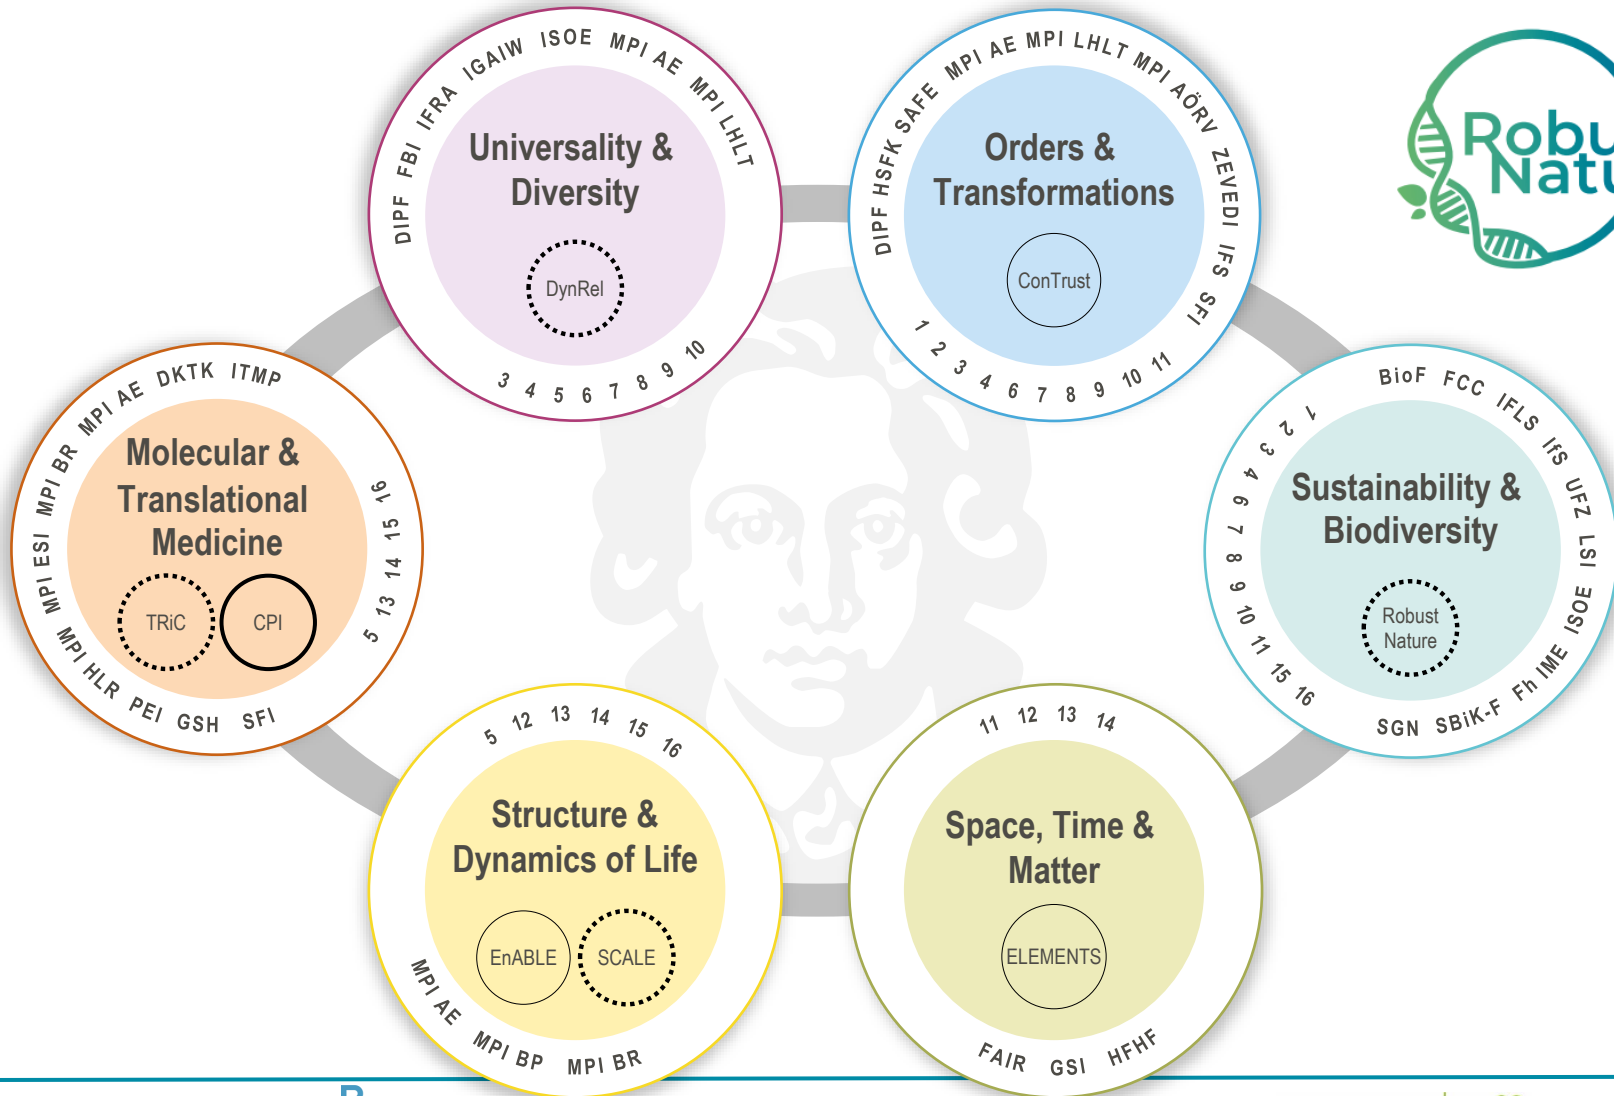 DIPF FBI IFRA IGAIW ISOE MPI AE MPI LHLT
Universality &
Diversity
DynRel
3 4 5 6 7 8 9 10
DIPF HSFK SAFE MPI AE MPI LHLT MPI AÖRV ZEVEDI IFS SFI
Orders &
Transformations
ConTrust
1 2 3 4 6 7 8 9 10 11
MPI ESI MPI BR MPI AE DKTK ITMP
Molecular &
Translational
Medicine
TRiC
CPI
5 13 14 15 16
MPI HLR PEI GSH SFI
BioF FCC IFLS IfS UFZ LSI ISOE
Sustainability &
Biodiversity
Robust
Nature
1 2 3 4 6 7 8 9 10 11 15 16
SGN SBiK-F Fh IME
5 12 13 14 15 16
Structure &
Dynamics of Life
EnABLE
SCALE
MPI AE MPI BP MPI BR
11 12 13 14
Space, Time &
Matter
ELEMENTS
FAIR GSI HFHF